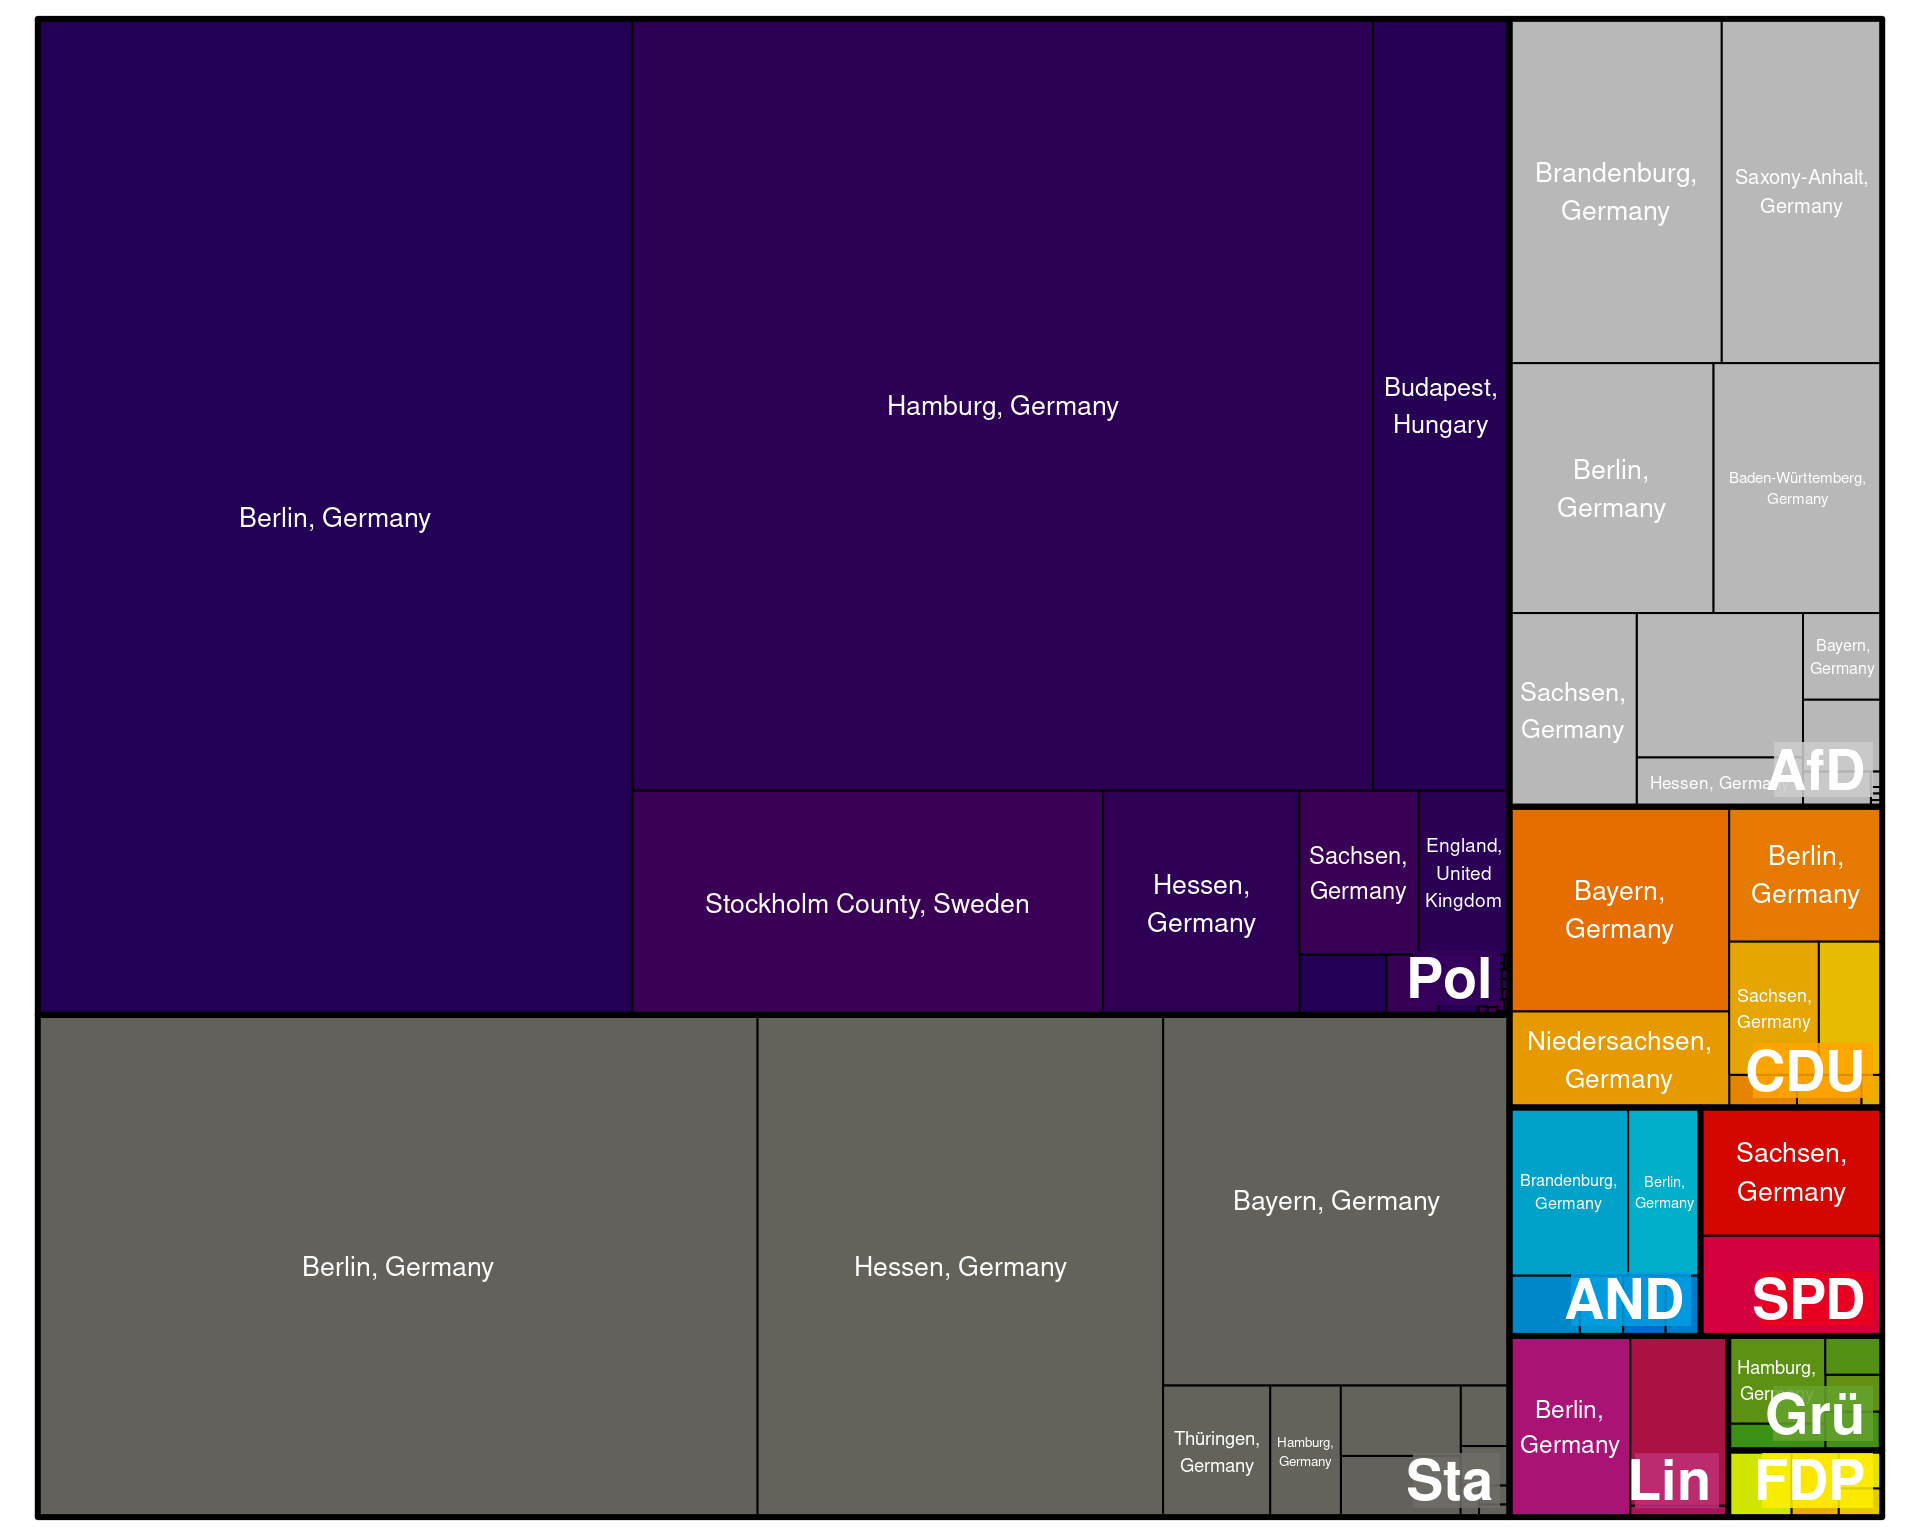 Berlin, Germany
Hamburg, Germany
Budapest,
Hungary
Stockholm County, Sweden
Hessen,
Germany
Sachsen,
Germany
England,
United
Kingdom
Pol
Berlin, Germany
Hessen, Germany
Bayern, Germany
Thüringen,
Germany
Hamburg,
Germany
Sta
Brandenburg,
Germany
Saxony-Anhalt,
Germany
Berlin,
Germany
Baden-Württemberg,
Germany
Sachsen,
Germany
Bayern,
Germany
Hessen, Germany
AfD
Bayern,
Germany
Berlin,
Germany
Niedersachsen,
Germany
Sachsen,
Germany
CDU
Brandenburg,
Germany
Berlin,
Germany
AND
Sachsen,
Germany
SPD
Berlin,
Germany
Lin
Hamburg,
Germany
Grü
FDP